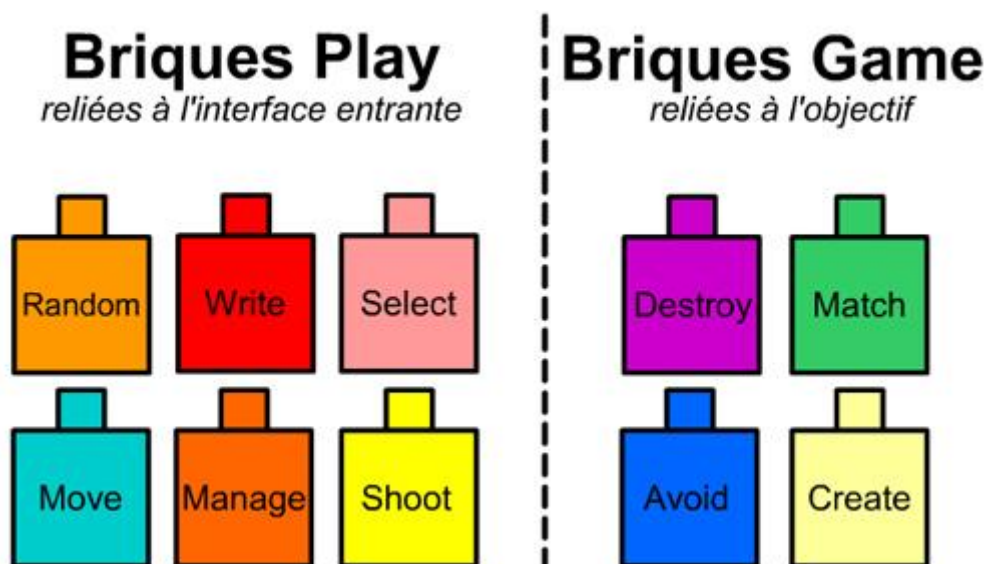 Briques Play
reliées à l'interface entrante
Random
Write
Select
Move
Manage
Shoot
Briques Game
reliées à l'objectif
Destroy
Match
Avoid
Create